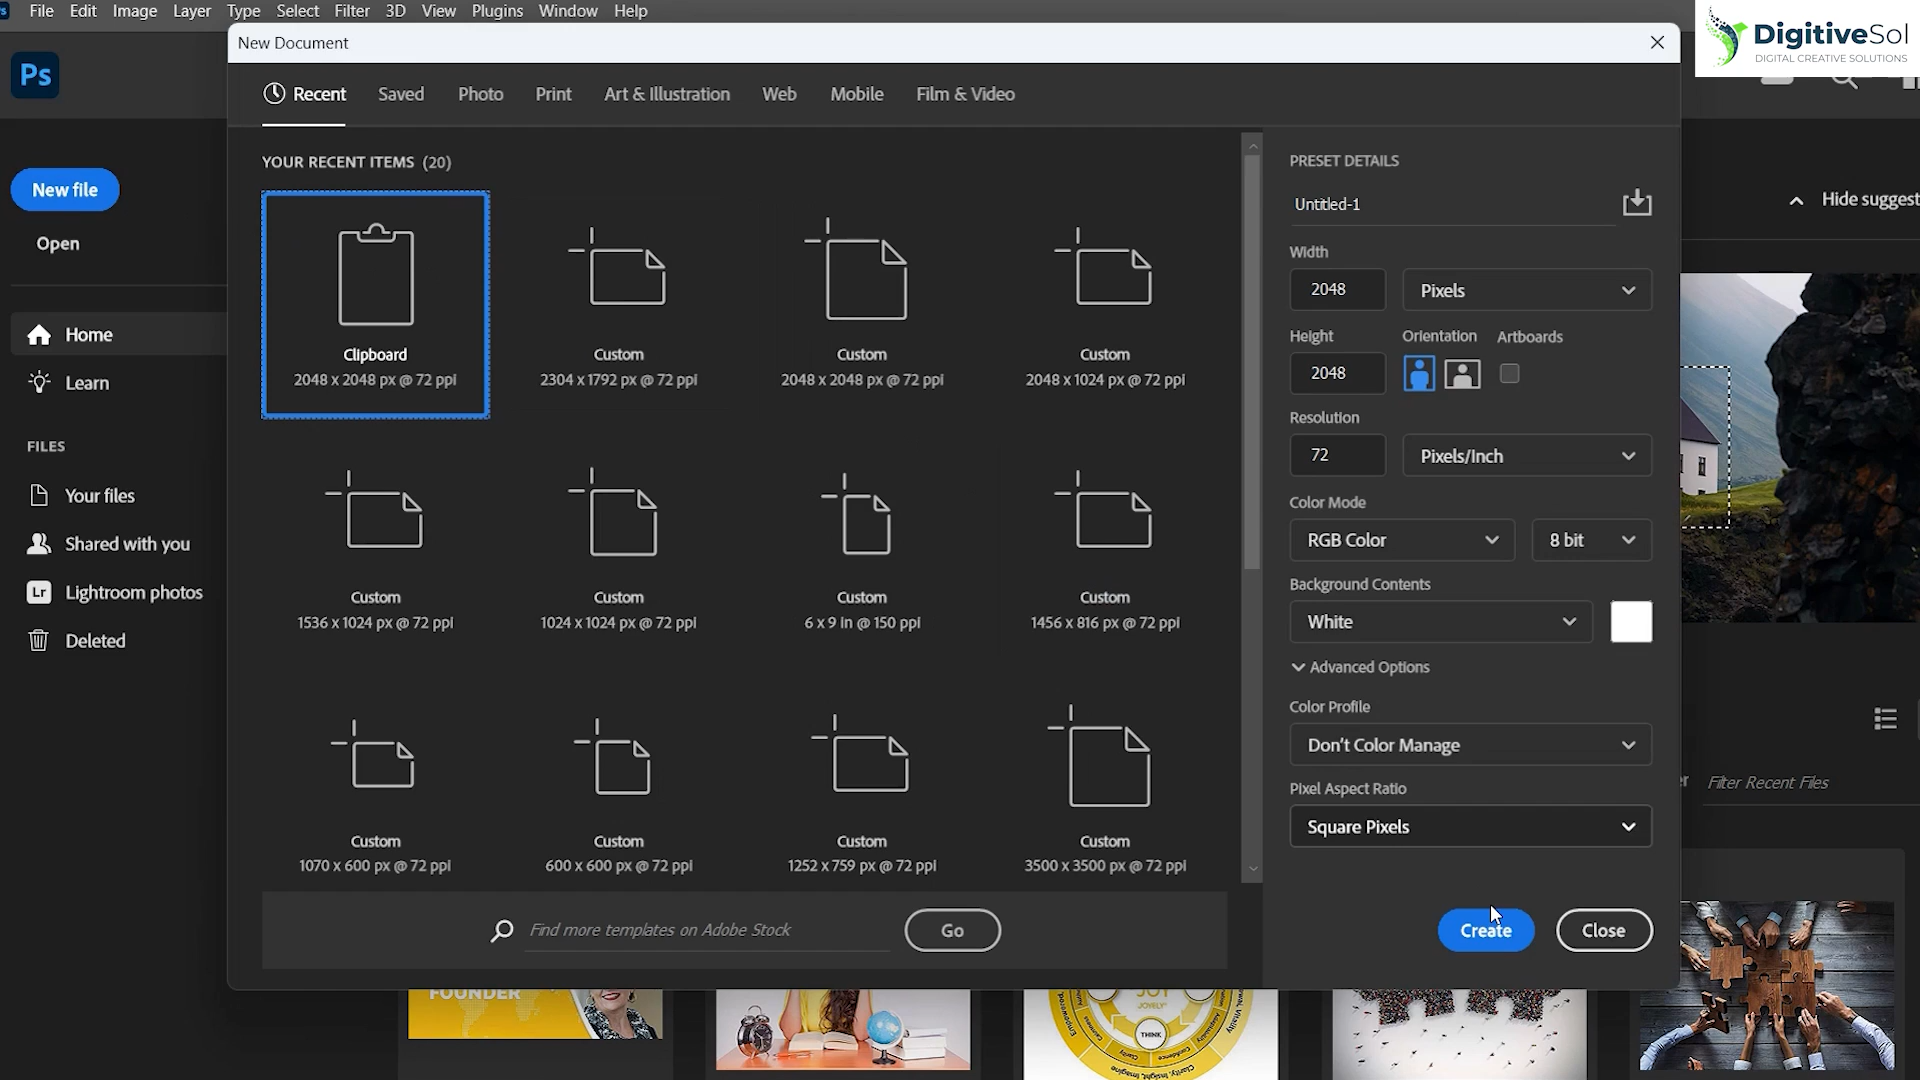 File Edit Image Layer Type Select Filter 3D View Plugins Window Help
New Document
DigitiveSol
DIGITAL CREATIVE SOLUTIONS
Ps
Recent Saved Photo Print Art & Illustration Web Mobile Film & Video
New file
Open
Home
Learn
FILES
Your files
Shared with you
Lr Lightroom photos
Deleted
YOUR RECENT ITEMS (20)
Clipboard
2048 x 2048 px @ 72 ppi
Custom
2304 x 1792 px @ 72 ppi
Custom
2048 x 2048 px @ 72 ppi
Custom
2048 x 1024 px @ 72 ppi
Custom
1536 x 1024 px @ 72 ppi
Custom
1024 x 1024 px @ 72 ppi
Custom
6 x 9 in @ 150 ppi
Custom
1456 x 816 px @ 72 ppi
Custom
1070 x 600 px @ 72 ppi
Custom
600 x 600 px @ 72 ppi
Custom
1252 x 759 px @ 72 ppi
Custom
3500 x 3500 px @ 72 ppi
Find more templates on Adobe Stock
Go
PRESET DETAILS
Untitled-1
Width
2048 Pixels
Height Orientation Artboards
2048
Resolution
72 Pixels/Inch
Color Mode
RGB Color 8 bit
Background Contents
White
Advanced Options
Color Profile
Don't Color Manage
Pixel Aspect Ratio
Square Pixels
Create Close
Hide suggest
Filter Recent Files
FOUNDER
JOY
JOYELY
THINK
Clarity, Insight, Imagine